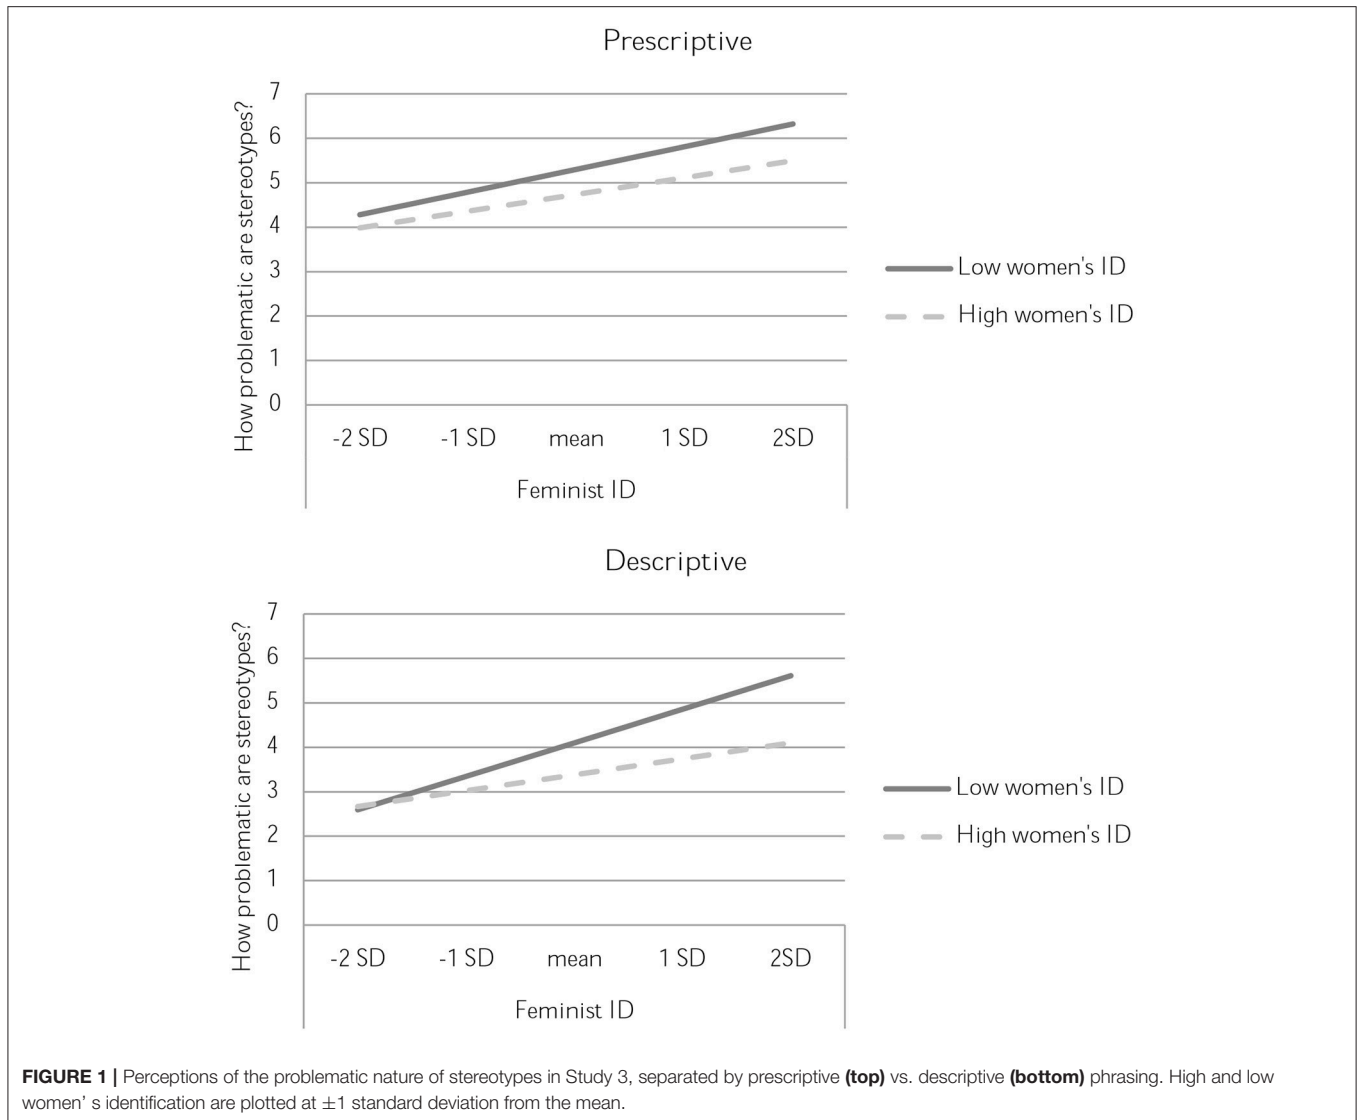 Prescriptive
How problematic are stereotypes?
7
6
5
4
3
2
1
0
-2 SD
-1 SD
mean
1 SD
2SD
Feminist ID
Low women's ID
High women's ID
Descriptive
How problematic are stereotypes?
7
6
5
4
3
2
1
0
-2 SD
-1 SD
mean
1 SD
2SD
Feminist ID
Low women's ID
High women's ID
FIGURE 1 | Perceptions of the problematic nature of stereotypes in Study 3, separated by prescriptive (top) vs. descriptive (bottom) phrasing. High and low
women' s identification are plotted at ±1 standard deviation from the mean.